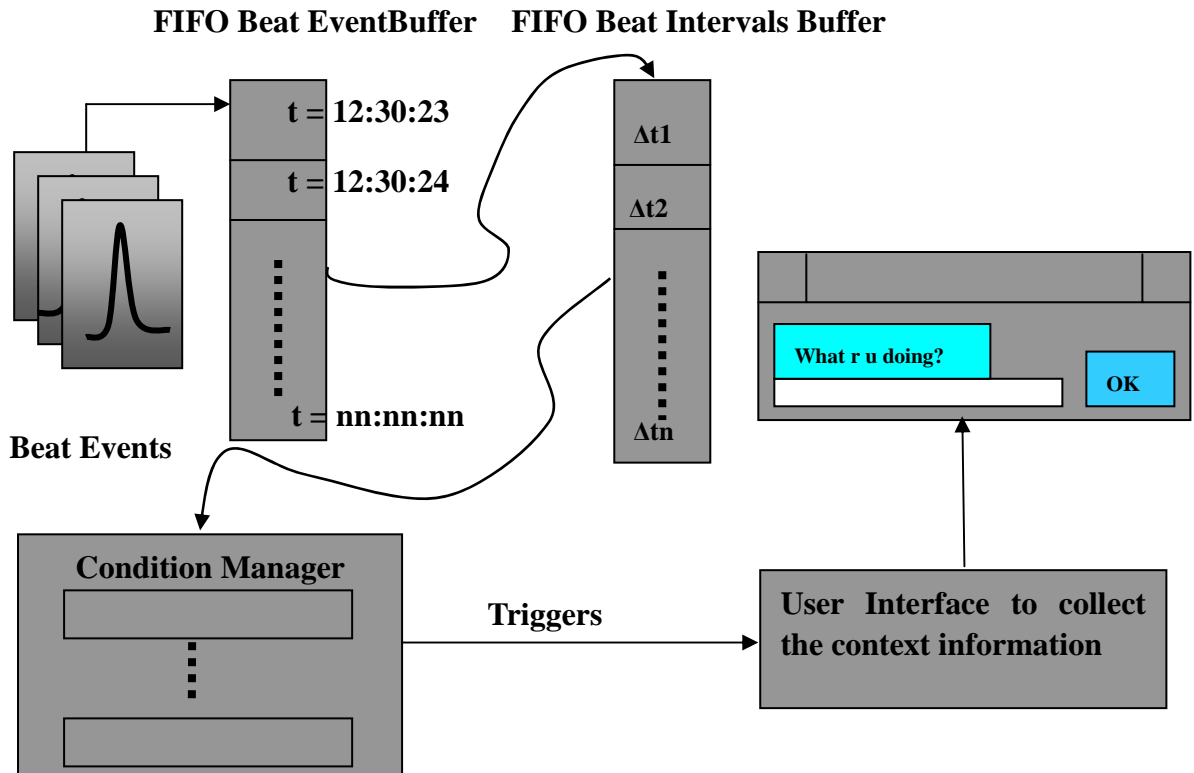 FIFO Beat EventBuffer
FIFO Beat Intervals Buffer
t = 12:30:23
t = 12:30:24
t = nn:nn:nn
Δt1
Δt2
Δtn
Beat Events
What r u doing?
OK
Condition Manager
Triggers
User Interface to collect
the context information